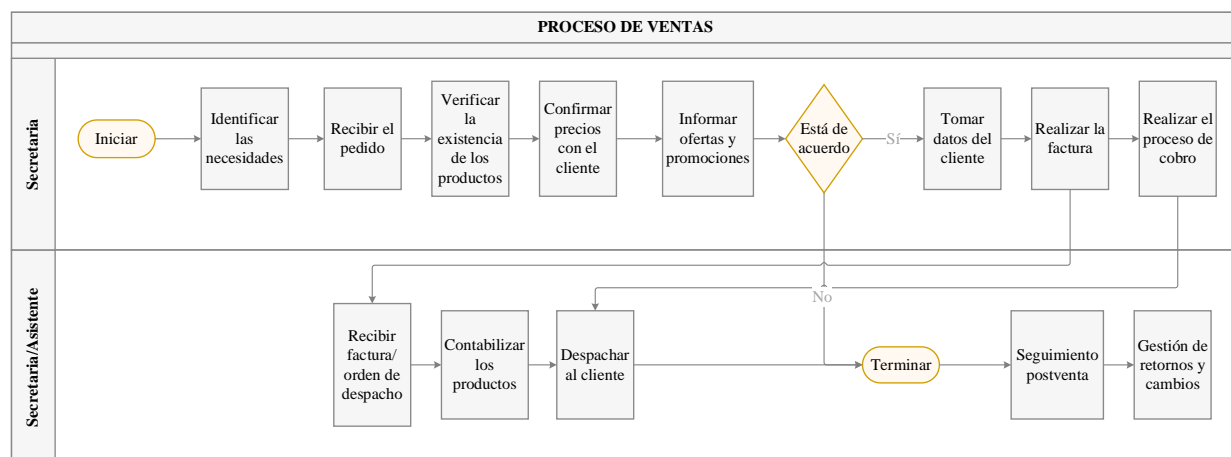 PROCESO DE VENTAS
Secretaria
Iniciar
Identificar
las
necesidades
Recibir el
pedido
Verificar
la
existencia
de los
productos
Confirmar
precios
con el
cliente
Informar
ofertas y
promociones
Está de
acuerdo
Sí
Tomar
datos del
cliente
Realizar la
factura
Realizar el
proceso de
cobro
Secretaria/Asistente
No
Recibir
factura/
orden de
despacho
Contabilizar
los
productos
Despachar
al cliente
Terminar
Seguimiento
postventa
Gestión de
retornos y
cambios